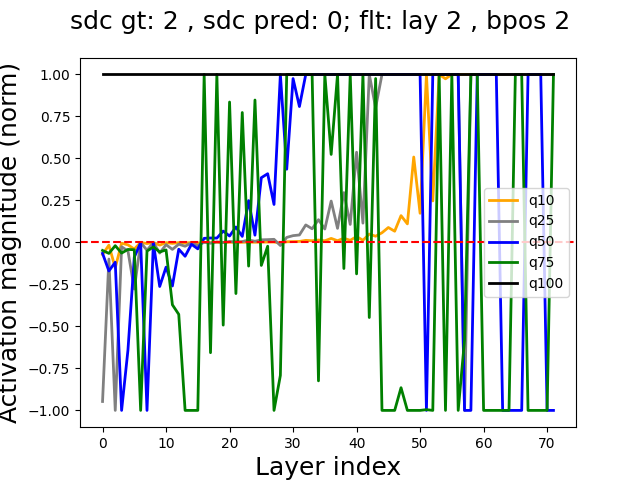 sdc gt: 2 , sdc pred: 0; flt: lay 2 , bpos 2
Activation magnitude (norm)
1.00
0.75
0.50
0.25
0.00
−0.25
−0.50
−0.75
−1.00
q10
q25
q50
q75
q100
0 10 20 30 40 50 60 70
Layer index